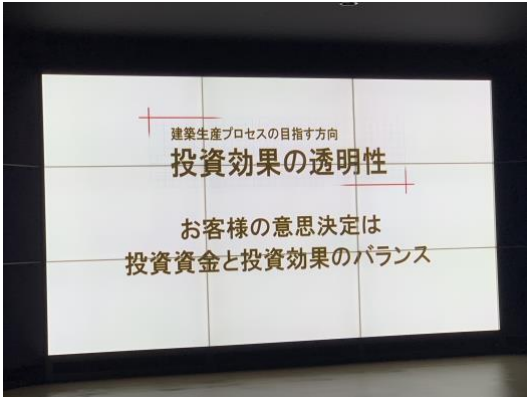 建築生産プロセスの目指す方向
投資効果の透明性
お客様の意思決定は
投資資金と投資効果のバランス